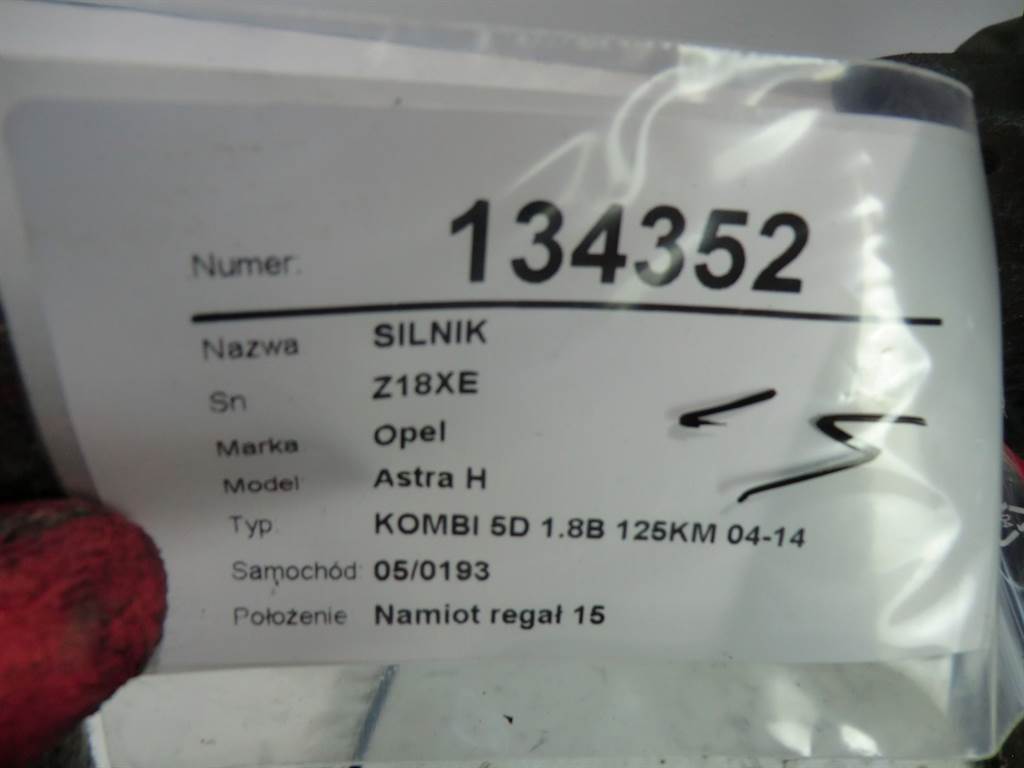 Numer: 134352
Nazwa SILNIK
Sn Z18XE
Marka Opel
Model Astra H
Typ KOMBI 5D 1.8B 125KM 04-14
Samochód 05/0193
Położenie Namiot regał 15